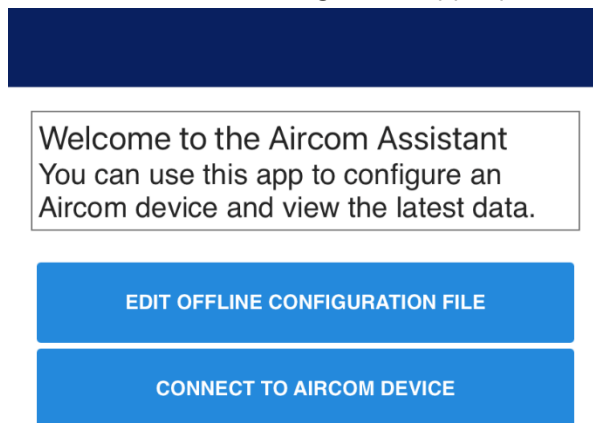 Welcome to the Aircom Assistant
You can use this app to configure an
Aircom device and view the latest data.
EDIT OFFLINE CONFIGURATION FILE
CONNECT TO AIRCOM DEVICE